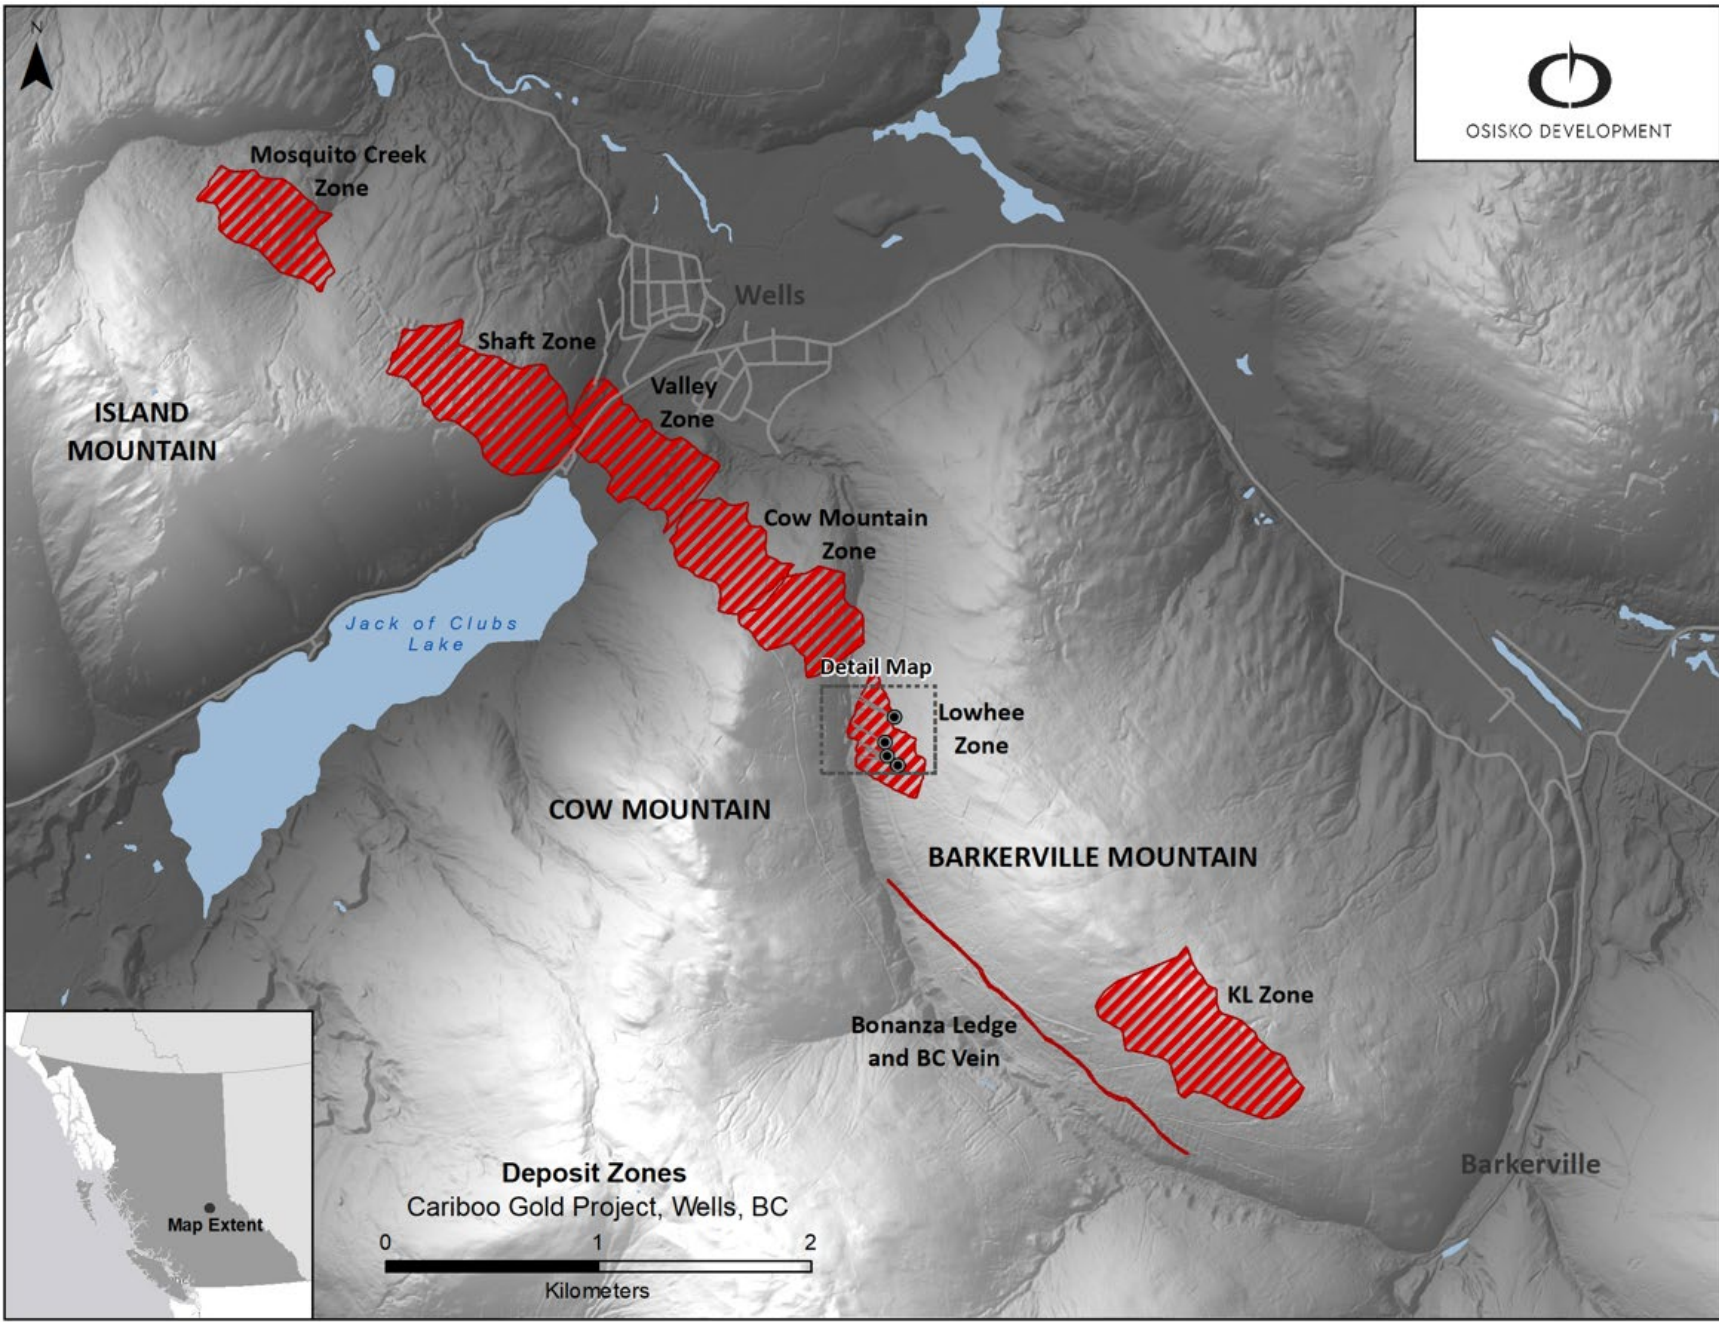 N
OSISKO DEVELOPMENT
Mosquito Creek
Zone
Wells
Shaft Zone
Valley
Zone
ISLAND
MOUNTAIN
Cow Mountain
Zone
Jack of Clubs
Lake
Detail Map
Lowhee
Zone
COW MOUNTAIN
BARKERVILLE MOUNTAIN
KL Zone
Bonanza Ledge
and BC Vein
Barkerville
Map Extent
Deposit Zones
Cariboo Gold Project, Wells, BC
0 1 2
Kilometers